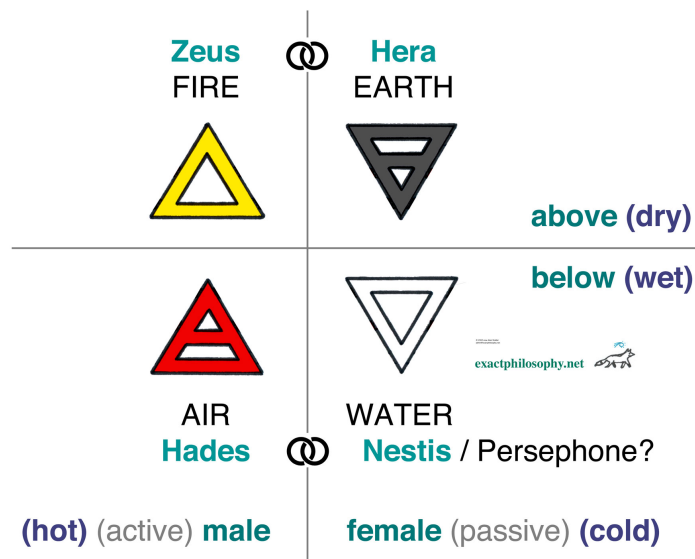 Zeus
Hera
FIRE
EARTH
above (dry)
below (wet)
exactphilosophy.net
AIR
WATER
Hades
Nestis / Persephone?
(hot) (active) male
female (passive) (cold)